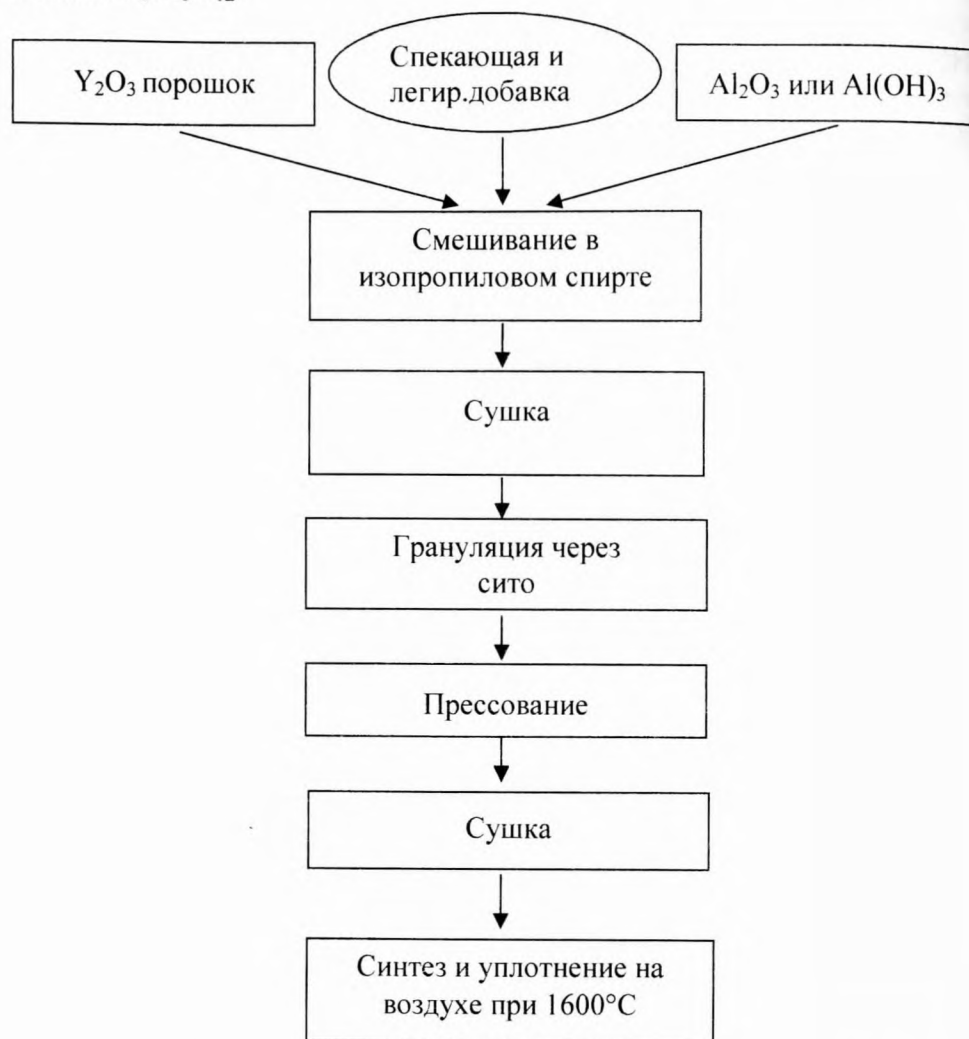 Y₂O₃ порошок
Спекающая и
легир.добавка
Al₂O₃ или Al(OH)₃
Смешивание в
изопропиловом спирте
Сушка
Грануляция через
сито
Прессование
Сушка
Синтез и уплотнение на
воздухе при 1600°С